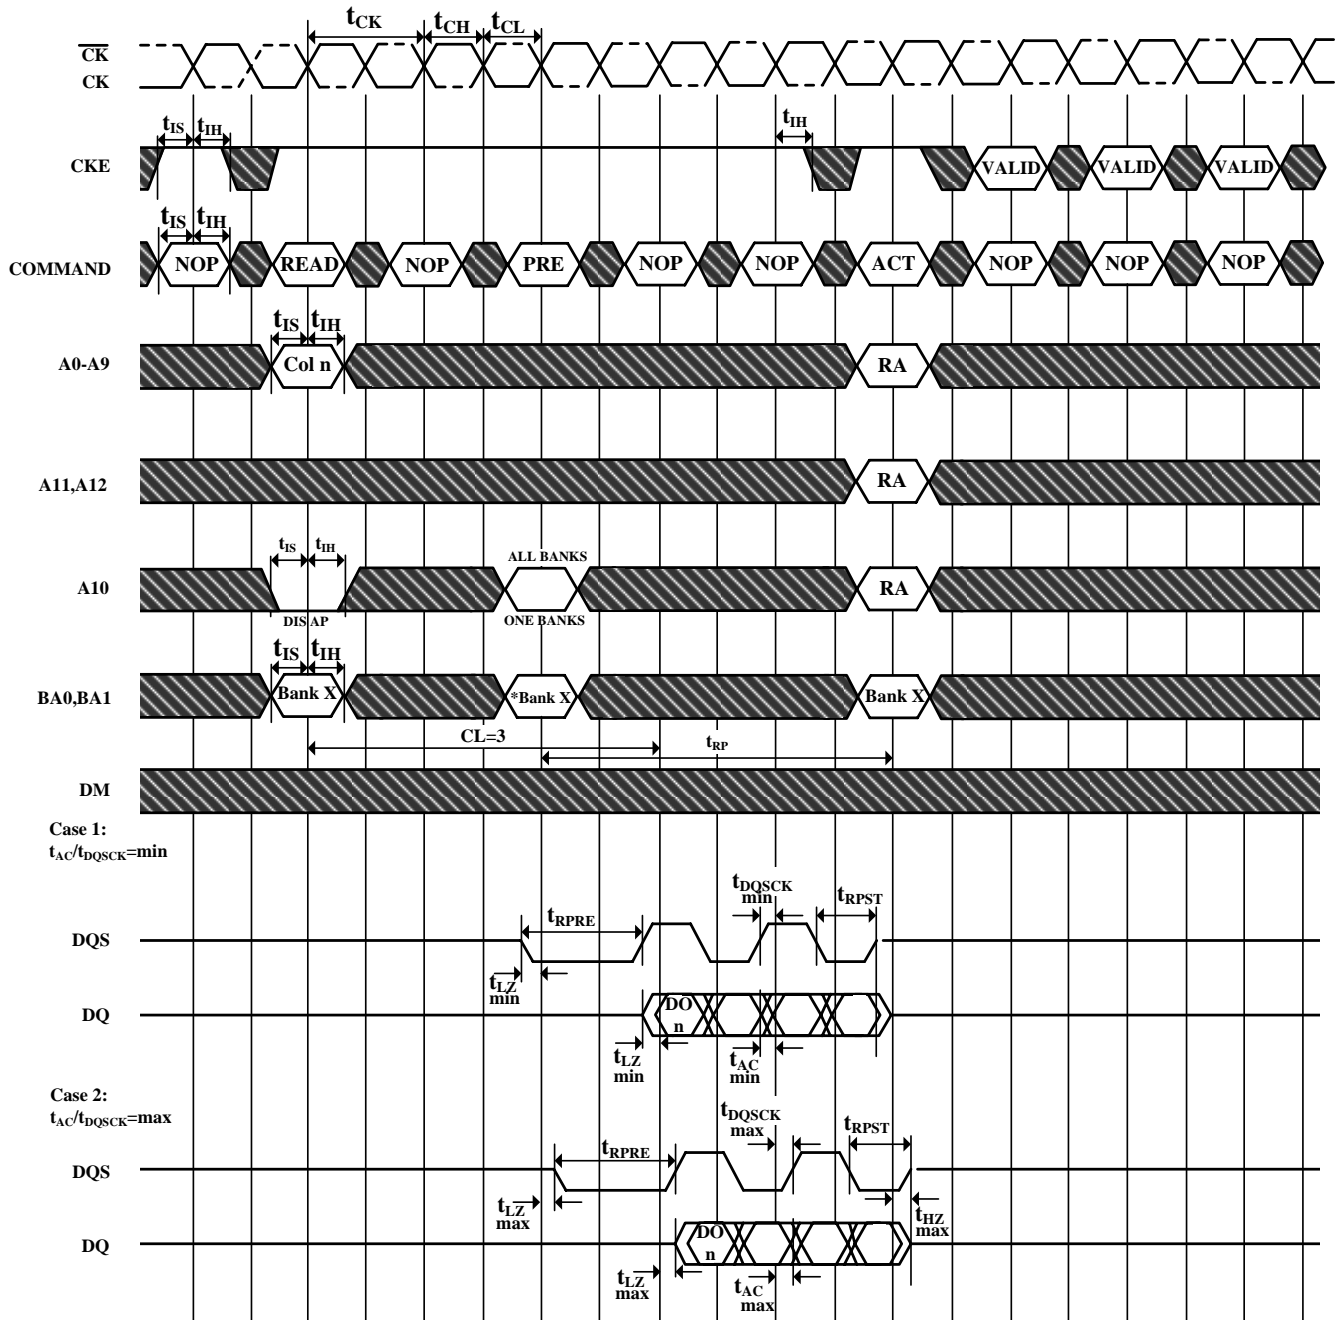 tCK tCH tCL
CK
CK
tIS tIH tIH
CKE VALID VALID VALID
tIS tIH
COMMAND NOP READ NOP PRE NOP NOP ACT NOP NOP NOP
tIS tIH
A0-A9 Col n RA
A11,A12 RA
tIS tIH
ALL BANKS
A10 RA
DIS AP ONE BANKS
tIS tIH
BA0,BA1 Bank X *Bank X Bank X
CL=3 tRP
DM
Case 1:
tAC/tDQSCK=min
tDQSCK
min
tRPST
tRPRE
DQS
tLZ
min
DQ DO
n
tLZ
min
tAC
min
Case 2:
tAC/tDQSCK=max
tDQSCK
max
tRPST
tRPRE
DQS
tLZ
max
tHZ
max
DQ DO
n
tLZ
max
tAC
max